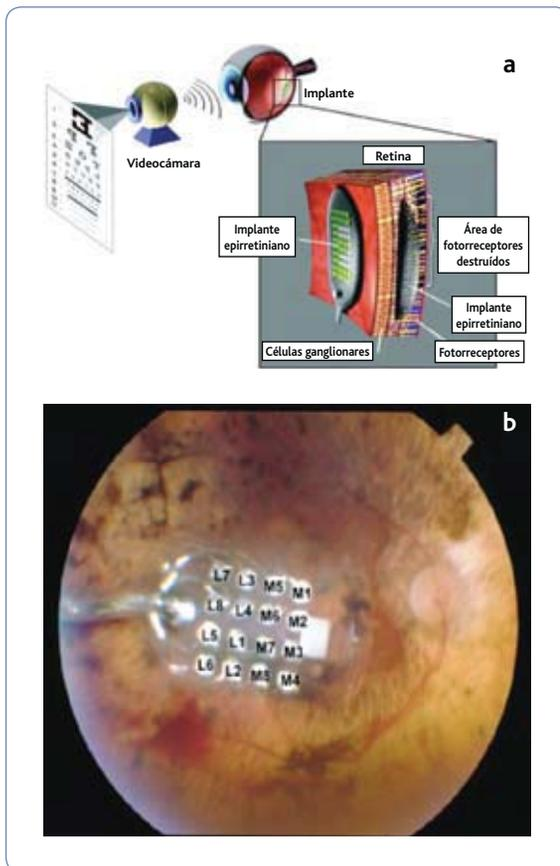 a
Implante
Videocámara
Retina
Implante
epirretiniano
Área de
fotorreceptores
destruídos
Implante
epirretiniano
Células ganglionares
Fotorreceptores
b
L7 L3 M5 M1
L8 L4 M6 M2
L5 L1 M7 M3
L6 L2 M8 M4